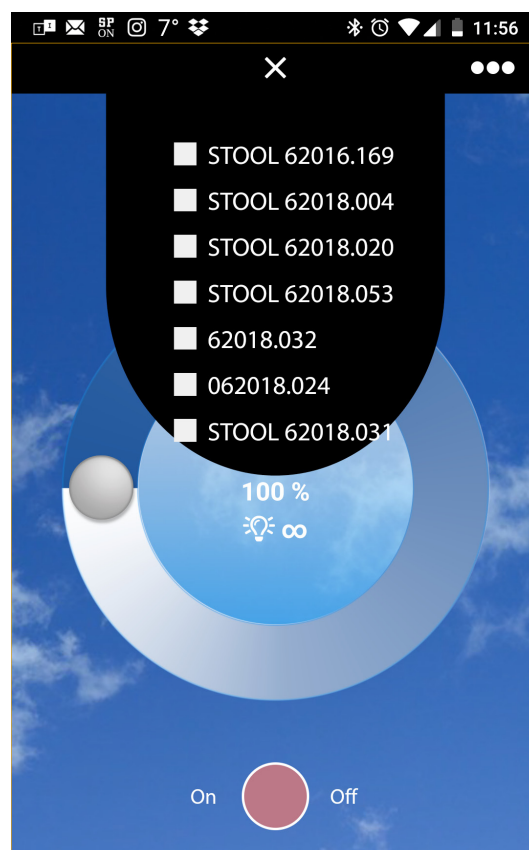 T I SP ON 7° 11:56
STOOL 62016.169
STOOL 62018.004
STOOL 62018.020
STOOL 62018.053
62018.032
062018.024
STOOL 62018.031
100 %
∞
On Off